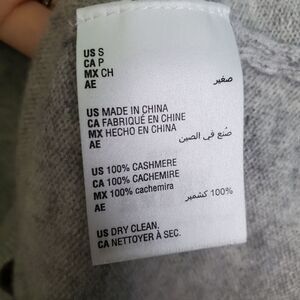 US S
CA P
MX CH
AE صغير
US MADE IN CHINA
CA FABRIQUÉ EN CHINE
MX HECHO EN CHINA
AE صُنع في الصين
US 100% CASHMERE
CA 100% CACHEMIRE
MX 100% cachemira
AE 100% كشمير
US DRY CLEAN.
CA NETTOYER À SEC.